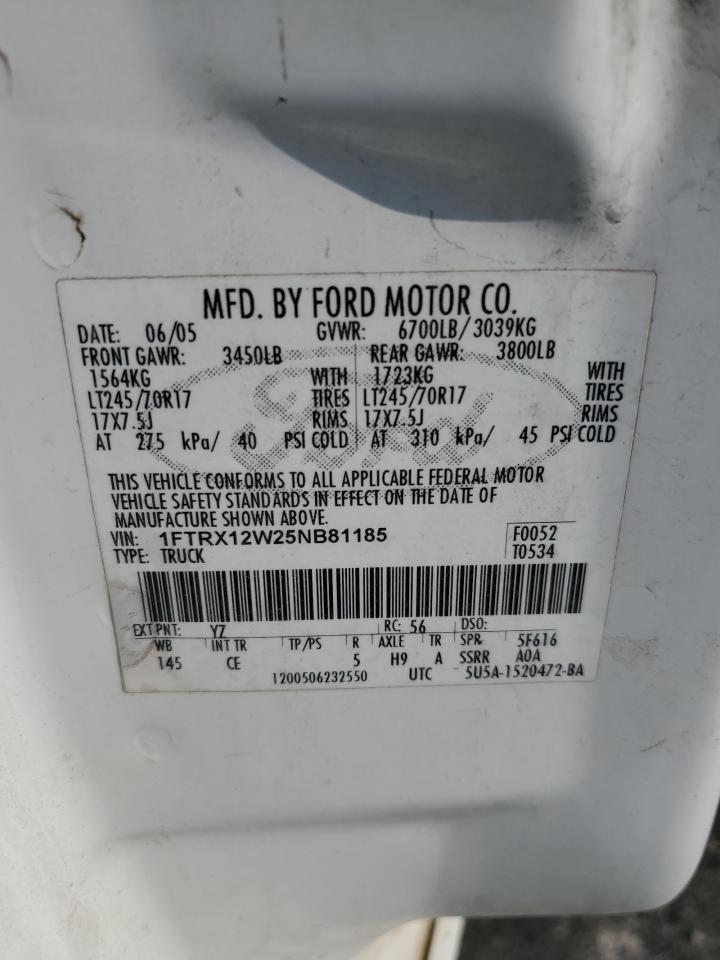 MFD. BY FORD MOTOR CO.
DATE: 06/05 GVWR: 6700LB/3039KG
FRONT GAWR: 3450LB REAR GAWR: 3800LB
1564KG WITH 1723KG WITH
LT245/70R17 TIRES LT245/70R17 TIRES
17X7.5J RIMS 17X7.5J RIMS
AT 275 kPa/ 40 PSI COLD AT 310 kPa/ 45 PSI COLD
Ford
THIS VEHICLE CONFORMS TO ALL APPLICABLE FEDERAL MOTOR
VEHICLE SAFETY STANDARDS IN EFFECT ON THE DATE OF
MANUFACTURE SHOWN ABOVE.
VIN: 1FTRX12W25NB81185 F0052
TYPE: TRUCK T0534
EXT PNT: YZ RC: 56 DSO:
WB INT TR TP/PS R AXLE TR SPR 5F616
145 CE 5 H9 A SSRR A0A
1200506232550 UTC 5U5A-1520472-BA